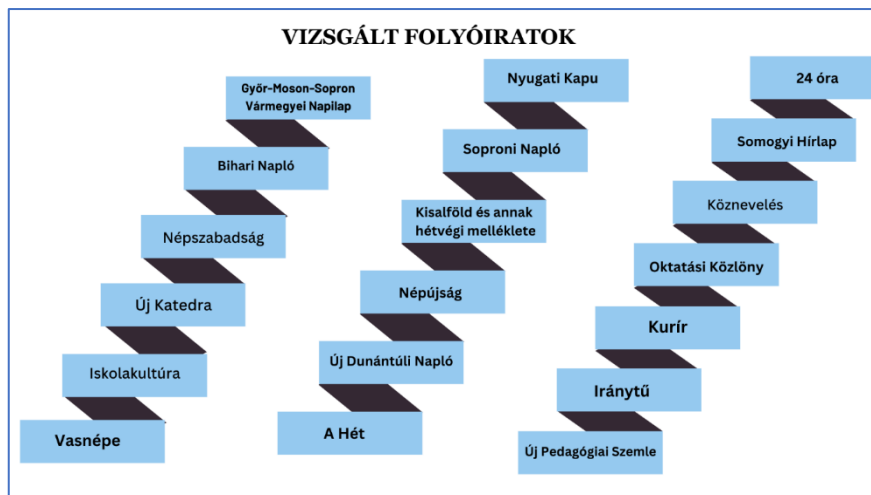 VIZSGÁLT FOLYÓIRATOK
Győr-Moson-Sopron
Vármegyei Napilap
Bihari Napló
Népszabadság
Új Katedra
Iskolakultúra
Vasnépe
Nyugati Kapu
Soproni Napló
Kisalföld és annak
hétvégi melléklete
Népújság
Új Dunántúli Napló
A Hét
24 óra
Somogyi Hírlap
Köznevelés
Oktatási Közlöny
Kurír
Iránytű
Új Pedagógiai Szemle